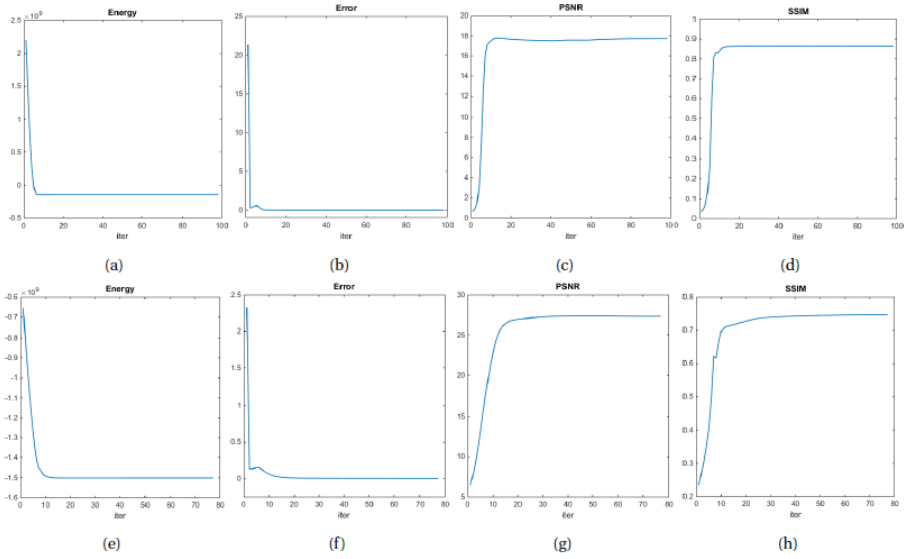 Energy Error PSNR SSIM
×10⁹
2.5 2 1.5 1 0.5 0 -0.5
0 20 40 60 80 100
iter
25 20 15 10 5 0
0 20 40 60 80 100
iter
20 18 16 14 12 10 8 6 4 2 0
0 20 40 60 80 100
iter
1 0.9 0.8 0.7 0.6 0.5 0.4 0.3 0.2 0.1 0
0 20 40 60 80 100
iter
(a) (b) (c) (d)
Energy Error PSNR SSIM
×10⁹
-0.6 -0.7 -0.8 -0.9 -1 -1.1 -1.2 -1.3 -1.4 -1.5 -1.6
0 10 20 30 40 50 60 70 80
iter
2.5 2 1.5 1 0.5 0
0 10 20 30 40 50 60 70 80
iter
30 25 20 15 10 5
0 10 20 30 40 50 60 70 80
iter
0.8 0.7 0.6 0.5 0.4 0.3 0.2
0 10 20 30 40 50 60 70 80
iter
(e) (f) (g) (h)